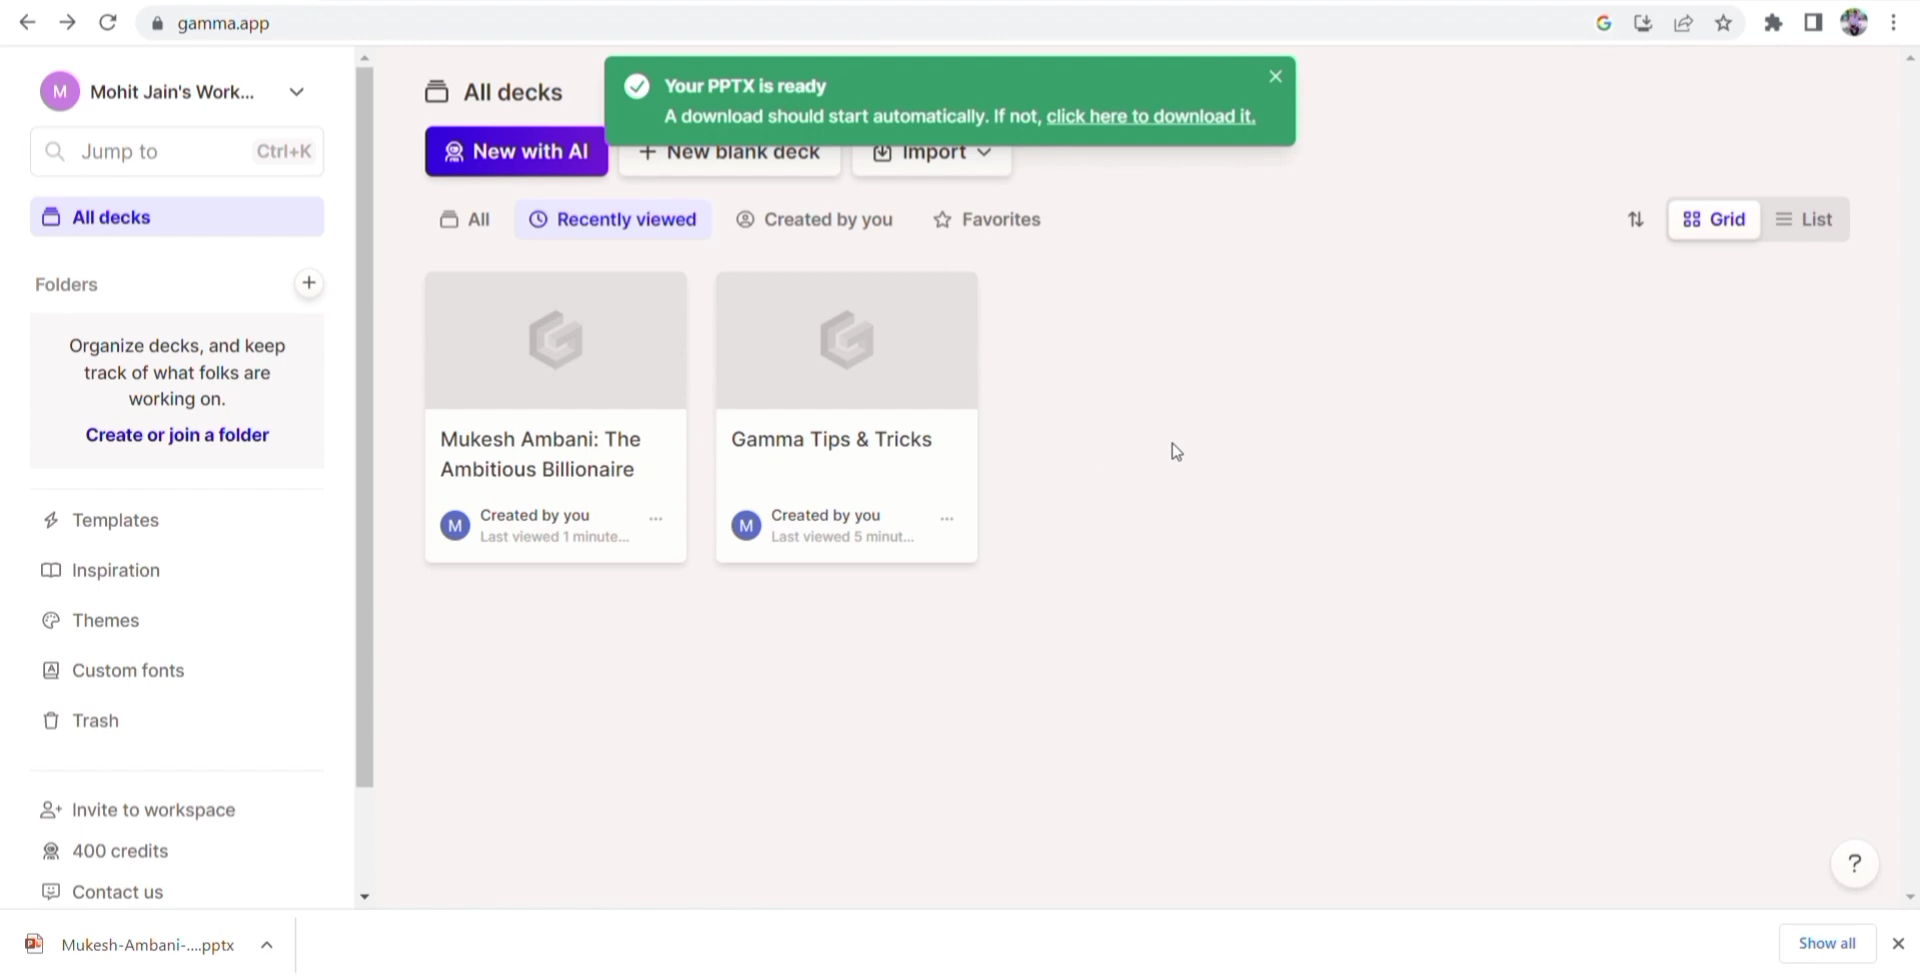 gamma.app
M Mohit Jain's Work...
Jump to Ctrl+K
All decks
Folders
Organize decks, and keep
track of what folks are
working on.
Create or join a folder
Templates
Inspiration
Themes
Custom fonts
Trash
Invite to workspace
400 credits
Contact us
All decks
Your PPTX is ready
A download should start automatically. If not, click here to download it.
New with AI
+ New blank deck
Import
All
Recently viewed
Created by you
Favorites
Grid
List
Mukesh Ambani: The
Ambitious Billionaire
M Created by you
Last viewed 1 minute...
Gamma Tips & Tricks
M Created by you
Last viewed 5 minut...
?
Mukesh-Ambani-....pptx
Show all